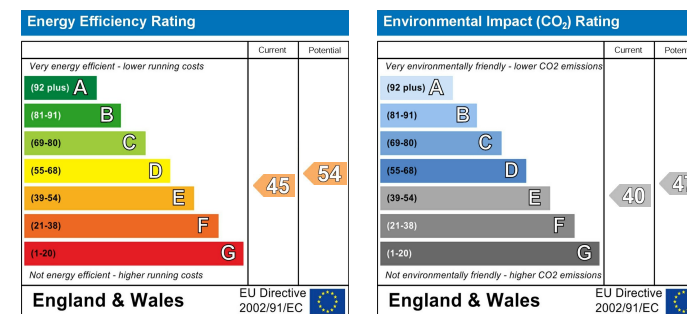 Energy Efficiency Rating
Current Potential
Very energy efficient - lower running costs
(92 plus) A
(81-91) B
(69-80) C
(55-68) D
(39-54) E
(21-38) F
(1-20) G
45
54
Not energy efficient - higher running costs
England & Wales
EU Directive
2002/91/EC
Environmental Impact (CO₂) Rating
Current
Very environmentally friendly - lower CO2 emissions
(92 plus) A
(81-91) B
(69-80) C
(55-68) D
(39-54) E
(21-38) F
(1-20) G
40
Not environmentally friendly - higher CO2 emissions
England & Wales
EU Directive
2002/91/EC